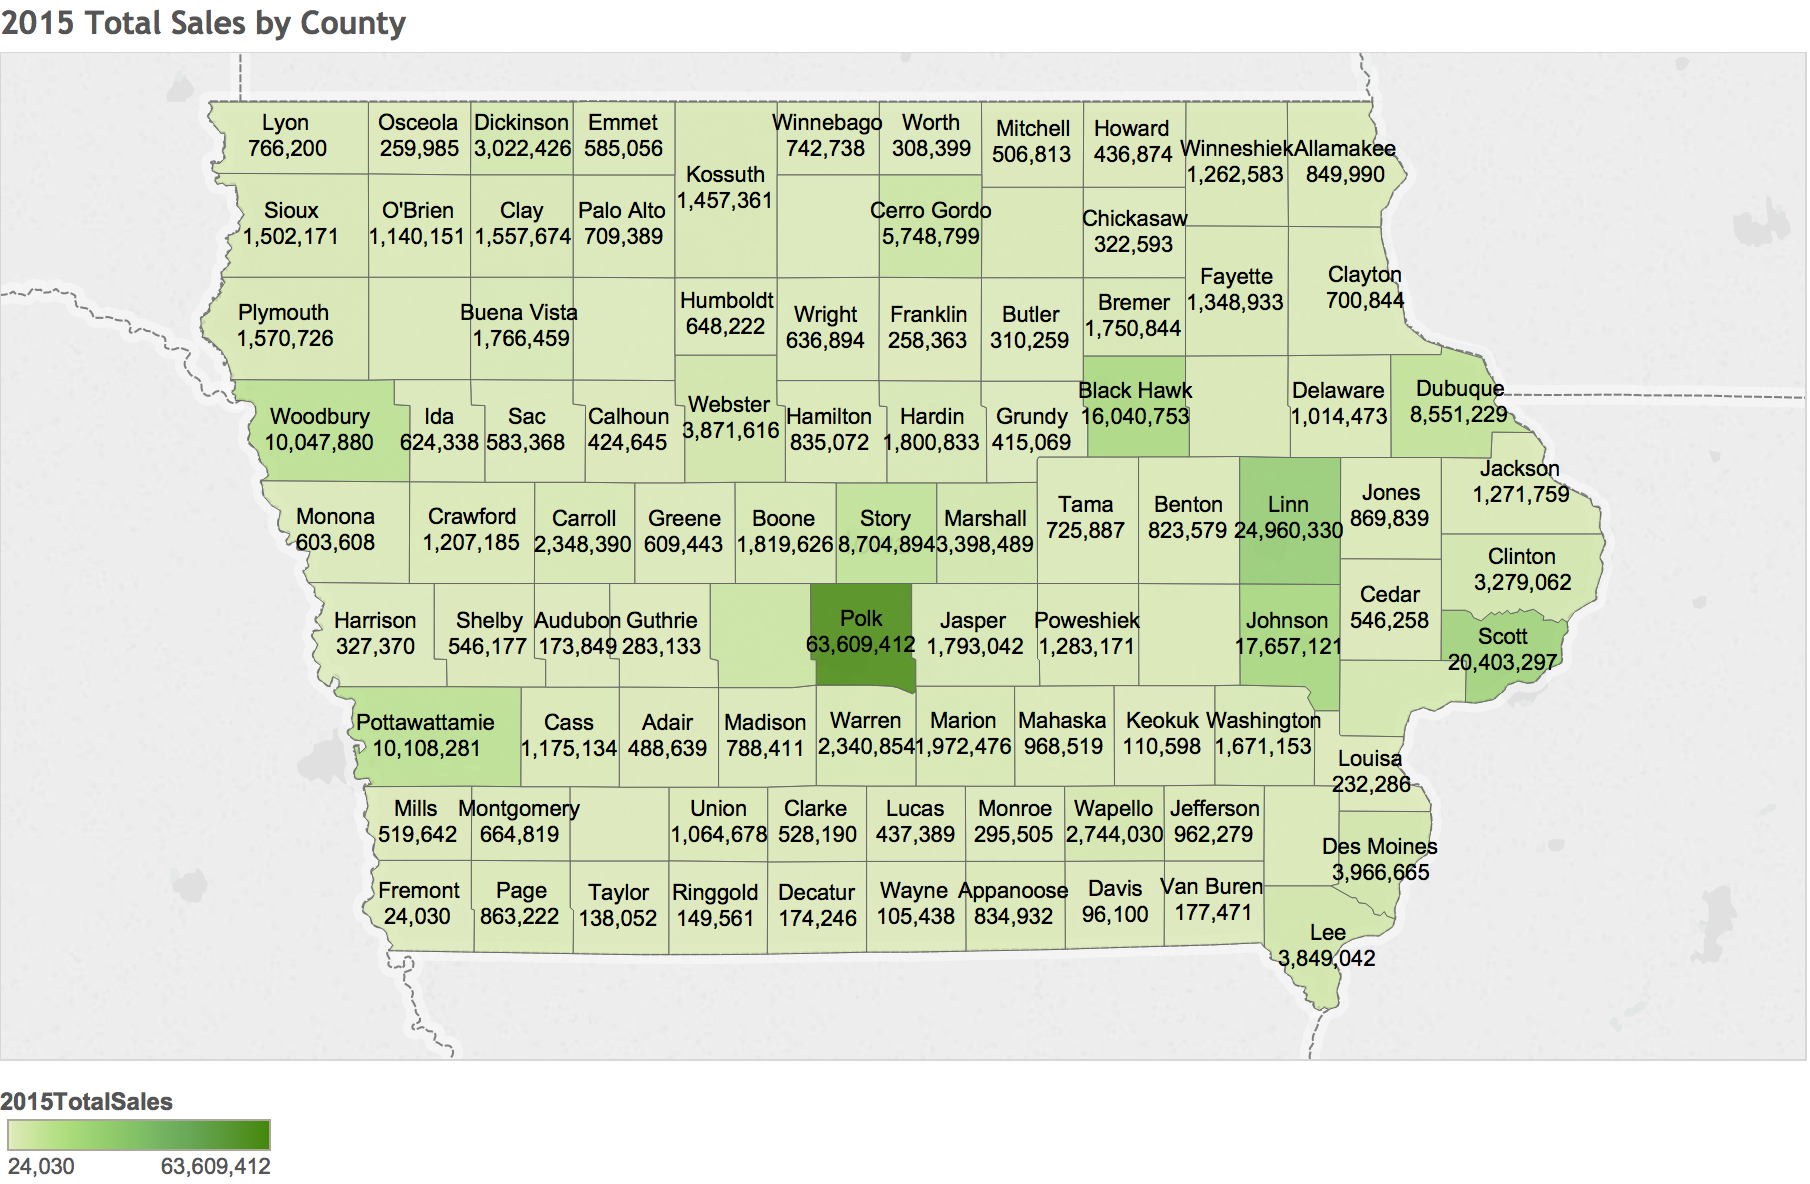 2015 Total Sales by County
Lyon
766,200
Osceola
259,985
Dickinson
3,022,426
Emmet
585,056
Kossuth
1,457,361
Winnebago
742,738
Worth
308,399
Mitchell
506,813
Howard
436,874
Winneshiek
1,262,583
Allamakee
849,990
Sioux
1,502,171
O'Brien
1,140,151
Clay
1,557,674
Palo Alto
709,389
Cerro Gordo
5,748,799
Chickasaw
322,593
Plymouth
1,570,726
Buena Vista
1,766,459
Humboldt
648,222
Wright
636,894
Franklin
258,363
Butler
310,259
Bremer
1,750,844
Fayette
1,348,933
Clayton
700,844
Woodbury
10,047,880
Ida
624,338
Sac
583,368
Calhoun
424,645
Webster
3,871,616
Hamilton
835,072
Hardin
1,800,833
Grundy
415,069
Black Hawk
16,040,753
Delaware
1,014,473
Dubuque
8,551,229
Monona
603,608
Crawford
1,207,185
Carroll
2,348,390
Greene
609,443
Boone
1,819,626
Story
8,704,894
Marshall
3,398,489
Tama
725,887
Benton
823,579
Linn
24,960,330
Jones
869,839
Jackson
1,271,759
Clinton
3,279,062
Harrison
327,370
Shelby
546,177
Audubon
173,849
Guthrie
283,133
Polk
63,609,412
Jasper
1,793,042
Poweshiek
1,283,171
Johnson
17,657,121
Cedar
546,258
Scott
20,403,297
Pottawattamie
10,108,281
Cass
1,175,134
Adair
488,639
Madison
788,411
Warren
2,340,854
Marion
1,972,476
Mahaska
968,519
Keokuk
110,598
Washington
1,671,153
Louisa
232,286
Mills
519,642
Montgomery
664,819
Union
1,064,678
Clarke
528,190
Lucas
437,389
Monroe
295,505
Wapello
2,744,030
Jefferson
962,279
Des Moines
3,966,665
Fremont
24,030
Page
863,222
Taylor
138,052
Ringgold
149,561
Decatur
174,246
Wayne
105,438
Appanoose
834,932
Davis
96,100
Van Buren
177,471
Lee
3,849,042
2015TotalSales
24,030
63,609,412